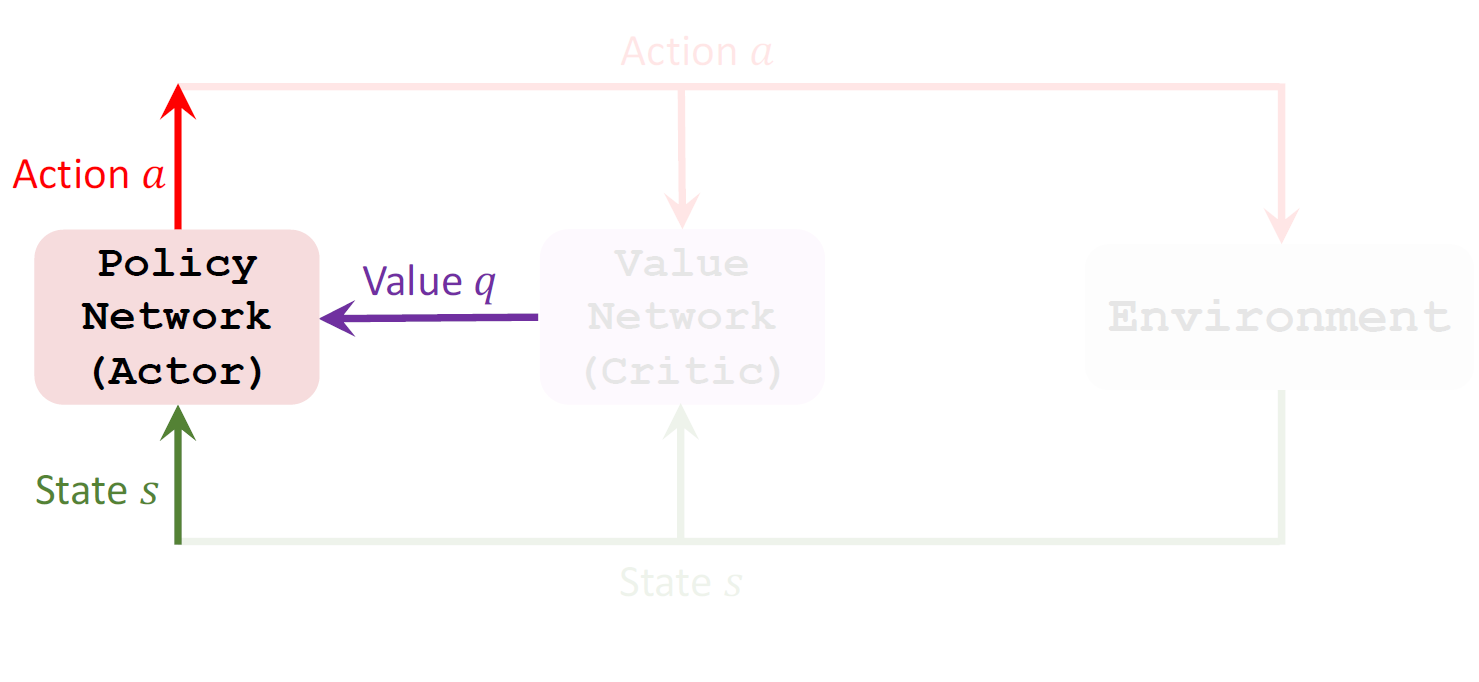 Action a
Action a
Policy
Network
(Actor)
Value q
Value
Network
(Critic)
Environment
State s
State s